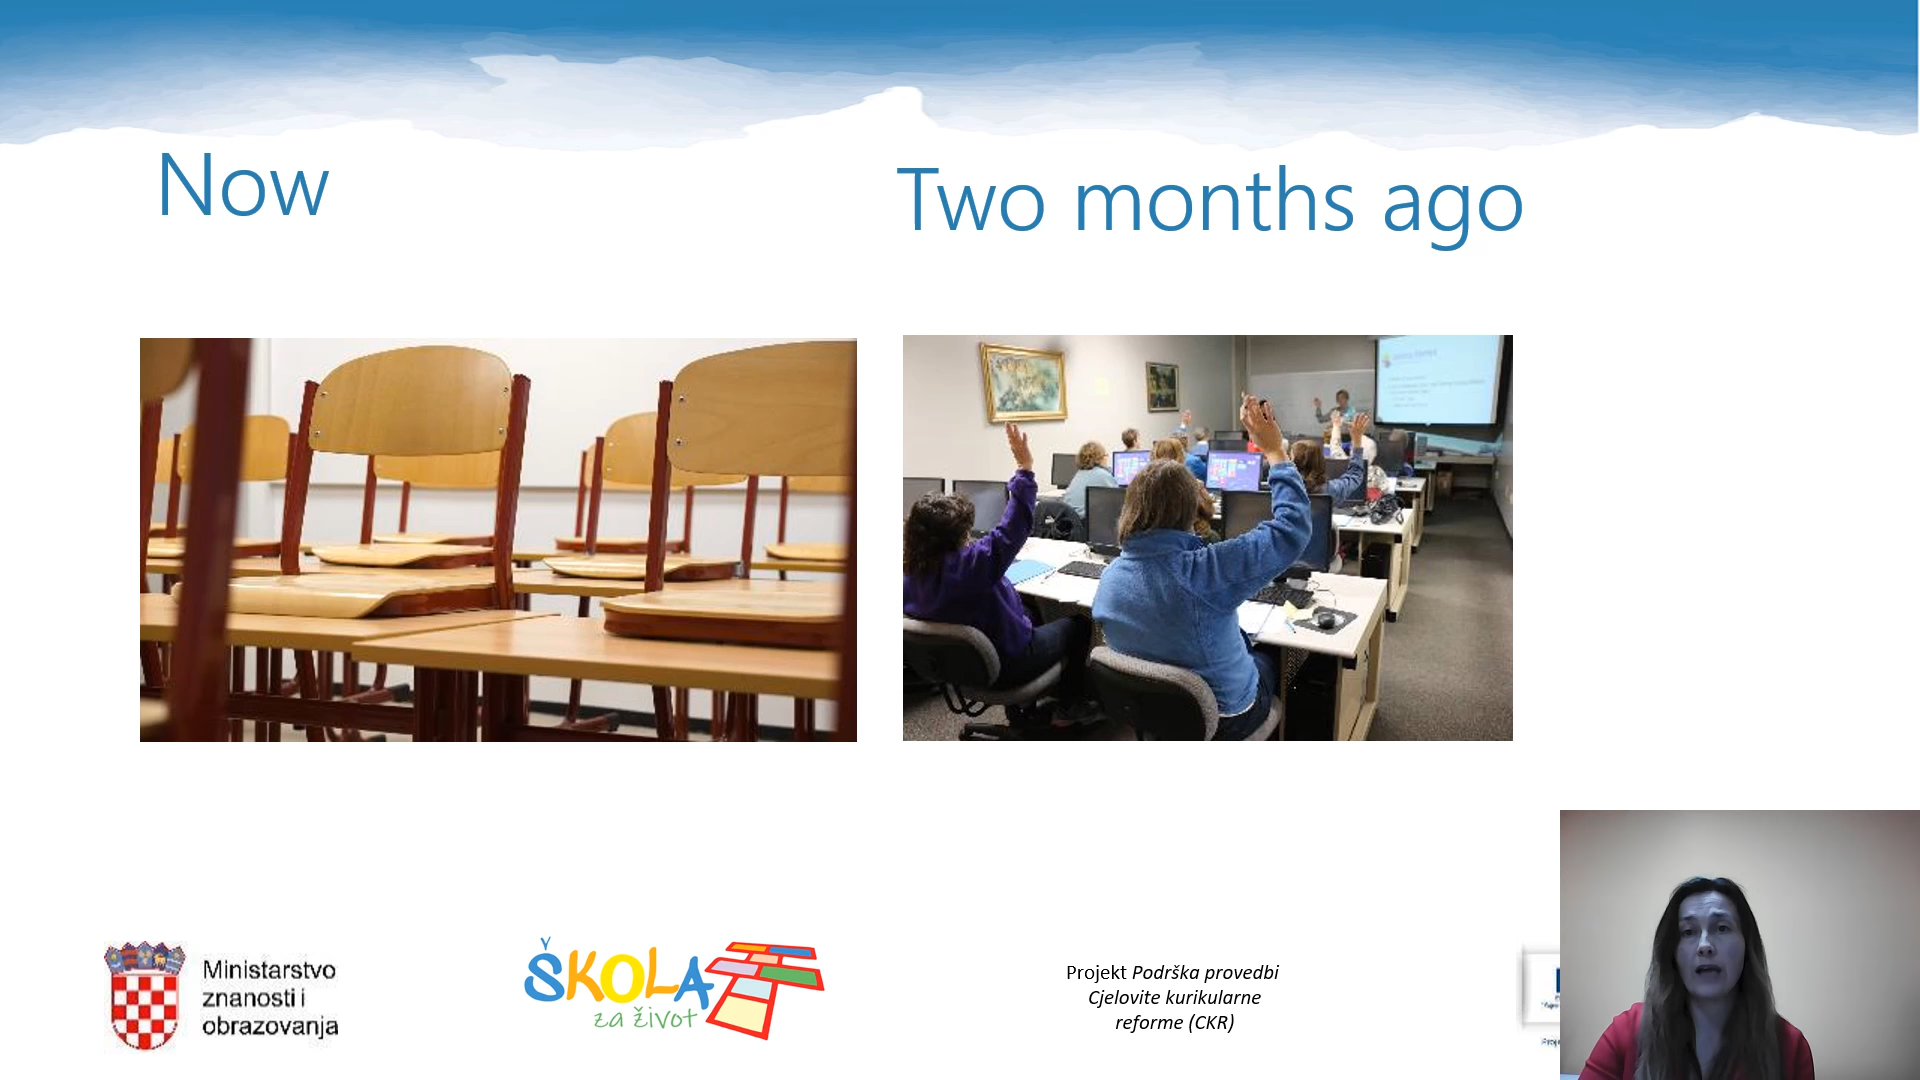 Now
Two months ago
Ministarstvo
znanosti i
obrazovanja
ŠKOLA
za život
Projekt Podrška provedbi
Cjelovite kurikularne
reforme (CKR)